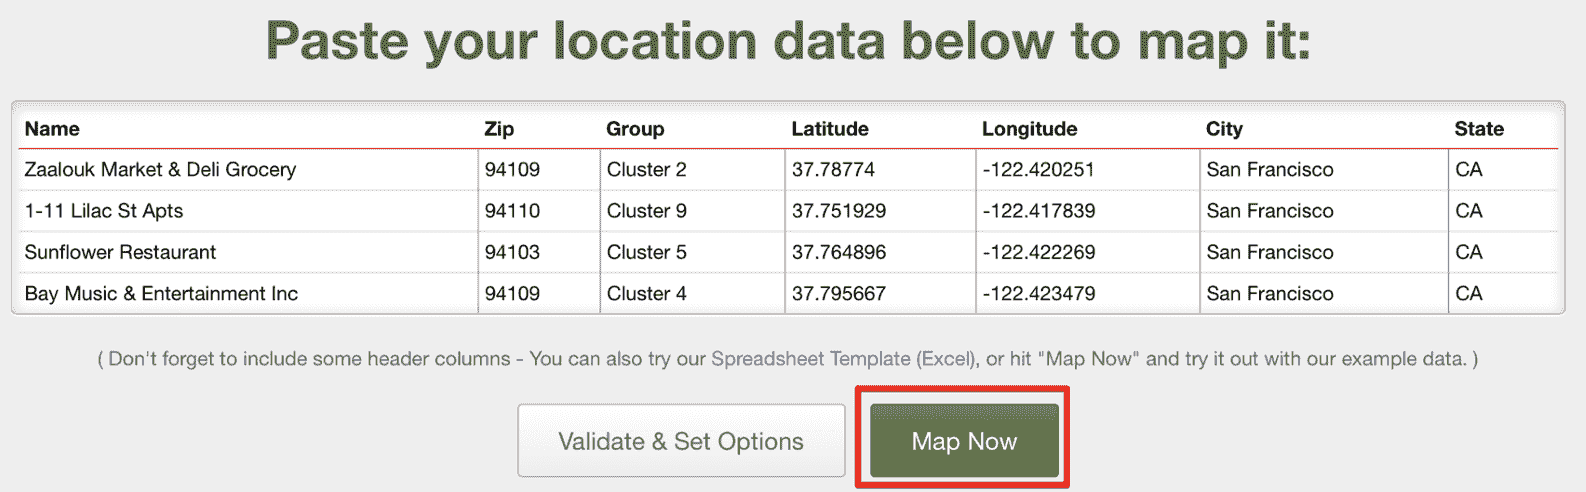 Paste your location data below to map it:
Name Zip Group Latitude Longitude City State
Zaalouk Market & Deli Grocery 94109 Cluster 2 37.78774 -122.420251 San Francisco CA
1-11 Lilac St Apts 94110 Cluster 9 37.751929 -122.417839 San Francisco CA
Sunflower Restaurant 94103 Cluster 5 37.764896 -122.422269 San Francisco CA
Bay Music & Entertainment Inc 94109 Cluster 4 37.795667 -122.423479 San Francisco CA
( Don't forget to include some header columns - You can also try our Spreadsheet Template (Excel), or hit "Map Now" and try it out with our example data. )
Validate & Set Options Map Now